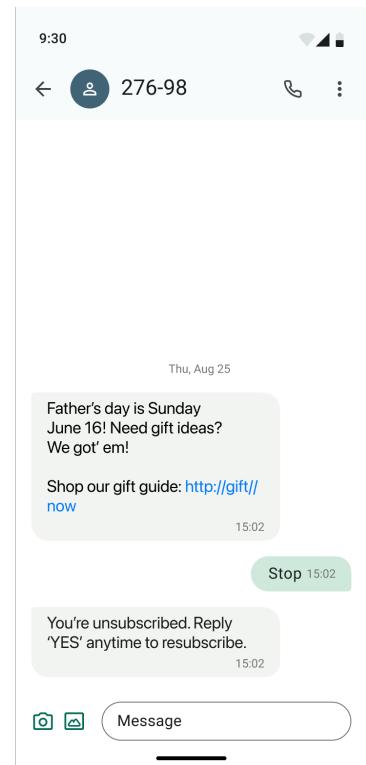 9:30
276-98
Thu, Aug 25
Father’s day is Sunday
June 16! Need gift ideas?
We got’ em!
Shop our gift guide: http://gift//
now
15:02
Stop 15:02
You’re unsubscribed. Reply
‘YES’ anytime to resubscribe.
15:02
Message